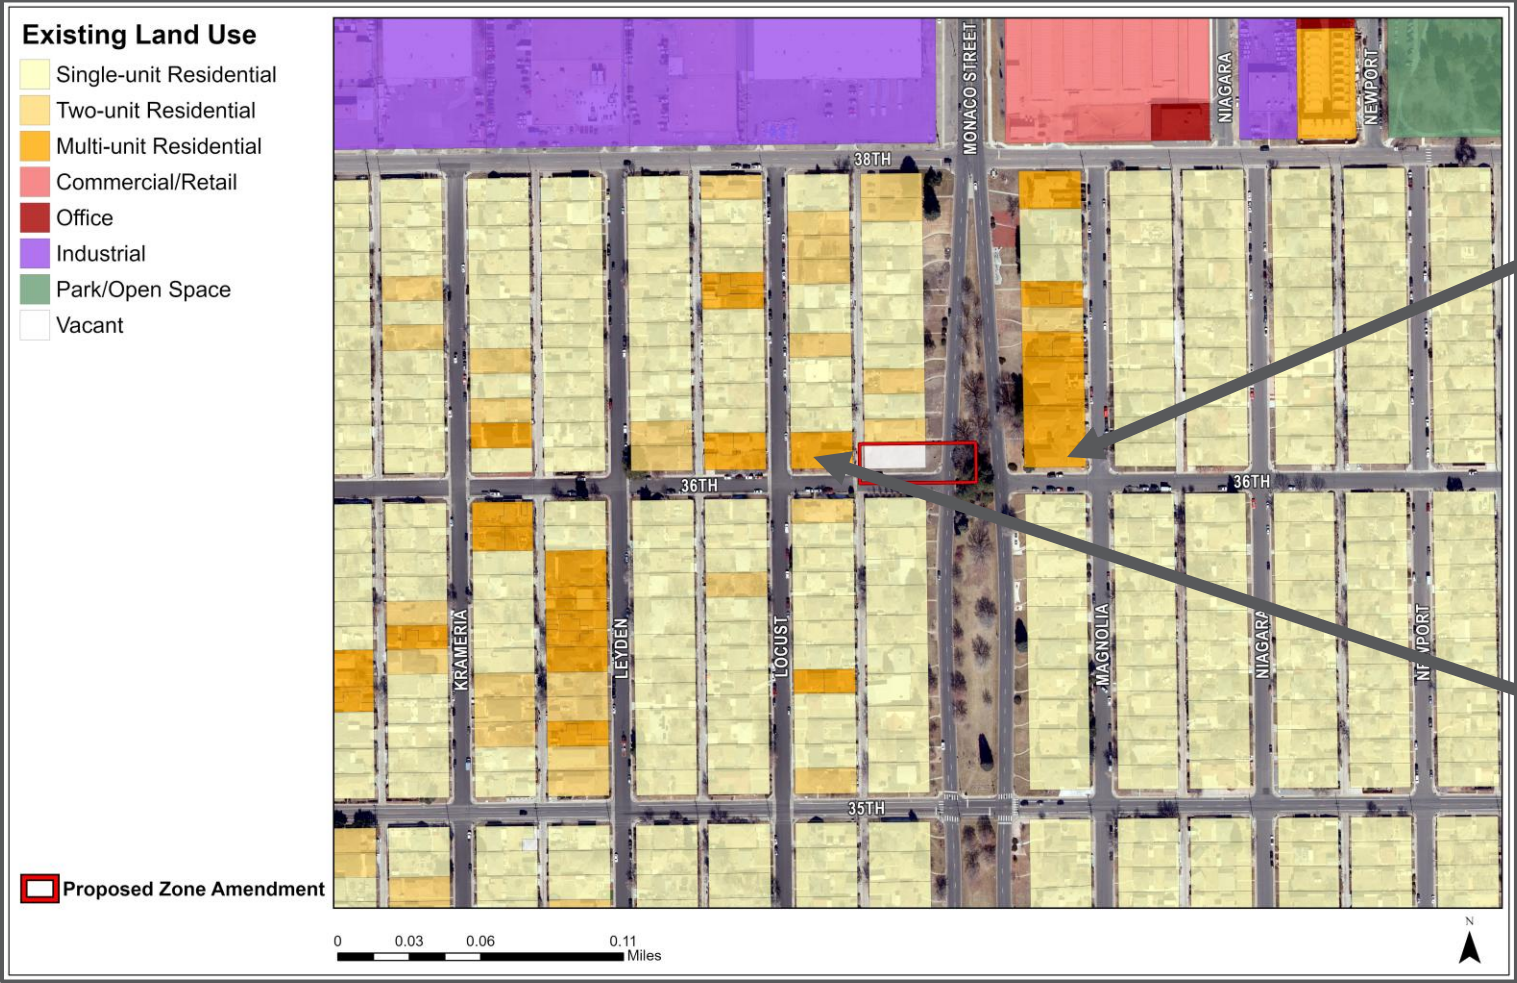 Existing Land Use
Single-unit Residential
Two-unit Residential
Multi-unit Residential
Commercial/Retail
Office
Industrial
Park/Open Space
Vacant
Proposed Zone Amendment
MONACO STREET
NIAGARA
NEWPORT
38TH
36TH
36TH
KRAMERIA
LEYDEN
LOCUST
MAGNOLIA
NIAGARA
NEWPORT
35TH
0 0.03 0.06 0.11
Miles
N